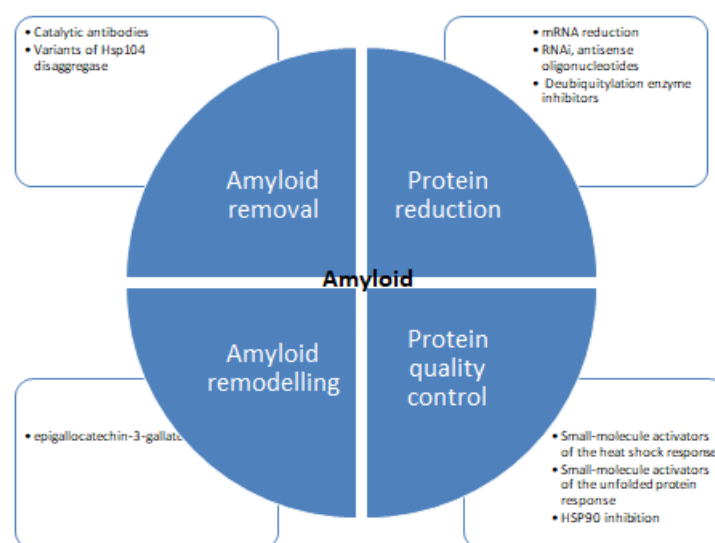 • Catalytic antibodies
• Variants of Hsp104
disaggregase
• mRNA reduction
• RNAi, antisense
oligonucleotides
• Deubiquitylation enzyme
inhibitors
Amyloid
removal
Protein
reduction
Amyloid
Amyloid
remodelling
Protein
quality
control
• epigallocatechin-3-gallate
• Small-molecule activators
of the heat shock response
• Small-molecule activators
of the unfolded protein
response
• HSP90 inhibition